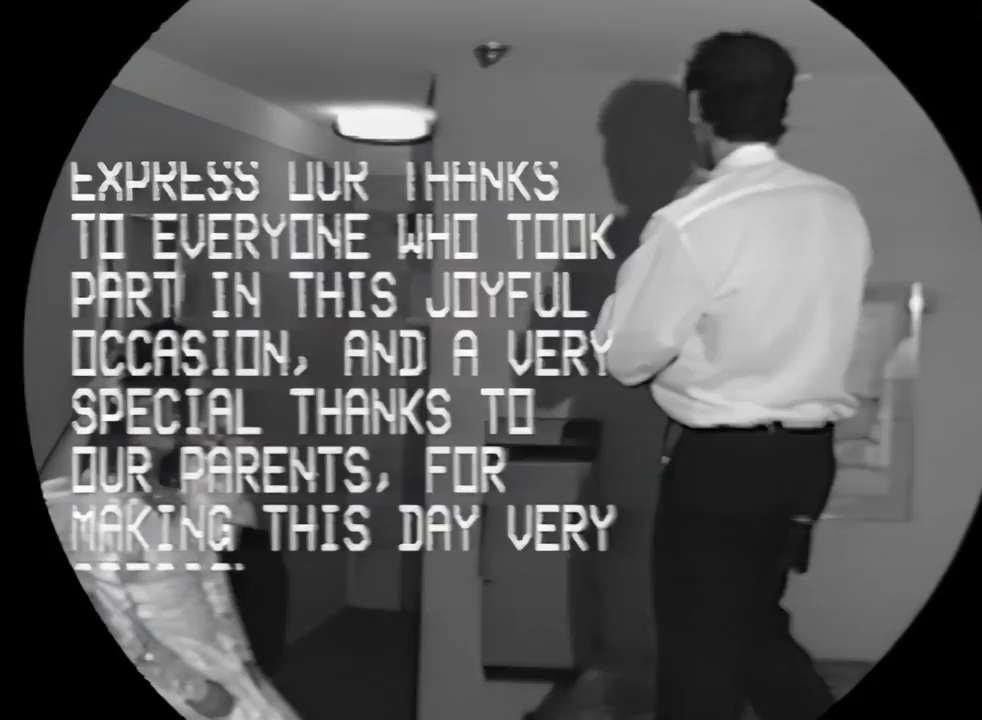 EXPRESS OUR THANKS
TO EVERYONE WHO TOOK
PART IN THIS JOYFUL
OCCASION, AND A VERY
SPECIAL THANKS TO
OUR PARENTS, FOR
MAKING THIS DAY VERY